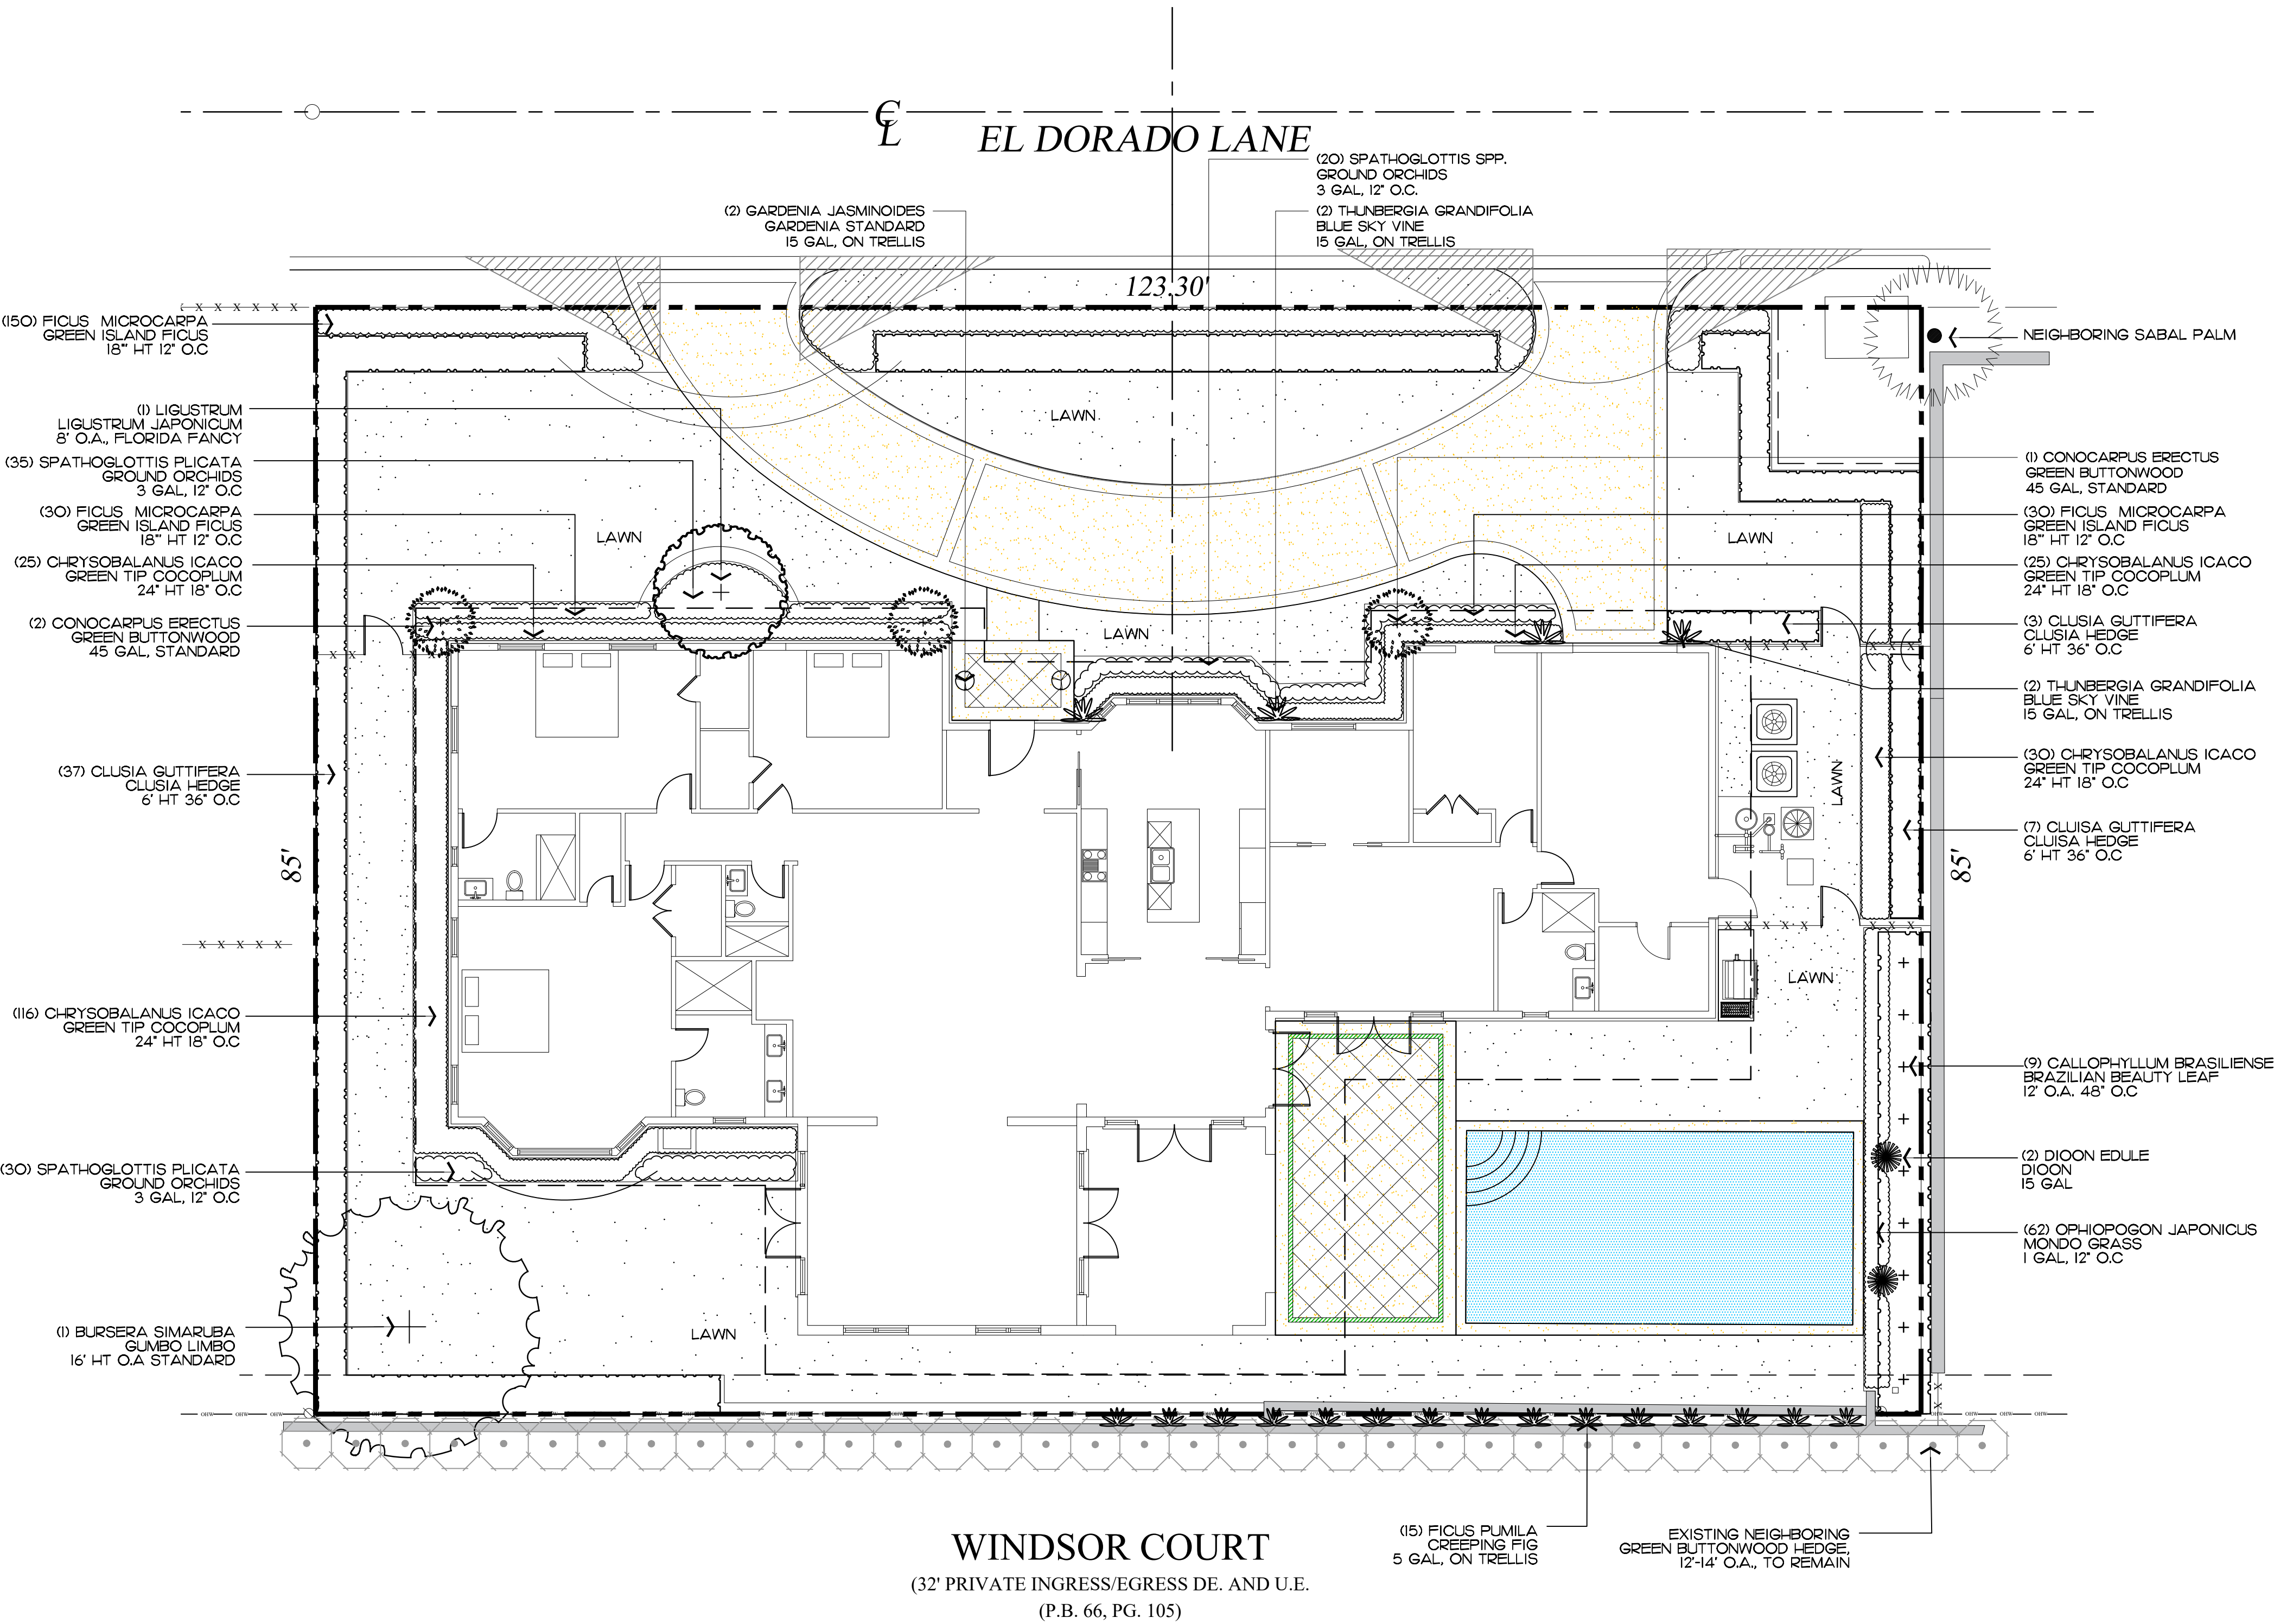 CL
EL DORADO LANE
(20) SPATHOGLOTTIS SPP.
GROUND ORCHIDS
3 GAL, 12" O.C.
(2) GARDENIA JASMINOIDES
GARDENIA STANDARD
15 GAL, ON TRELLIS
(2) THUNBERGIA GRANDIFOLIA
BLUE SKY VINE
15 GAL, ON TRELLIS
123.30'
X X X X X X
(150) FICUS MICROCARPA
GREEN ISLAND FICUS
18"' HT 12" O.C
NEIGHBORING SABAL PALM
(1) LIGUSTRUM
LIGUSTRUM JAPONICUM
8' O.A., FLORIDA FANCY
LAWN
(35) SPATHOGLOTTIS PLICATA
GROUND ORCHIDS
3 GAL, 12" O.C
(1) CONOCARPUS ERECTUS
GREEN BUTTONWOOD
45 GAL, STANDARD
(30) FICUS MICROCARPA
GREEN ISLAND FICUS
18"' HT 12" O.C
LAWN
LAWN
(30) FICUS MICROCARPA
GREEN ISLAND FICUS
18"' HT 12" O.C
(25) CHRYSOBALANUS ICACO
GREEN TIP COCOPLUM
24" HT 18" O.C
(25) CHRYSOBALANUS ICACO
GREEN TIP COCOPLUM
24" HT 18" O.C
(2) CONOCARPUS ERECTUS
GREEN BUTTONWOOD
45 GAL, STANDARD
LAWN
(3) CLUSIA GUTTIFERA
CLUSIA HEDGE
6' HT 36" O.C
X X
X X X X X
X X
(2) THUNBERGIA GRANDIFOLIA
BLUE SKY VINE
15 GAL, ON TRELLIS
(37) CLUSIA GUTTIFERA
CLUSIA HEDGE
6' HT 36" O.C
LAWN
(30) CHRYSOBALANUS ICACO
GREEN TIP COCOPLUM
24" HT 18" O.C
85'
(7) CLUISA GUTTIFERA
CLUISA HEDGE
6' HT 36" O.C
85'
X X X X X
X X X X X
X X X
LAWN
(116) CHRYSOBALANUS ICACO
GREEN TIP COCOPLUM
24" HT 18" O.C
(9) CALLOPHYLLUM BRASILIENSE
BRAZILIAN BEAUTY LEAF
12' O.A. 48" O.C
(30) SPATHOGLOTTIS PLICATA
GROUND ORCHIDS
3 GAL, 12" O.C
(2) DIOON EDULE
DIOON
15 GAL
(62) OPHIOPOGON JAPONICUS
MONDO GRASS
1 GAL, 12" O.C
(1) BURSERA SIMARUBA
GUMBO LIMBO
16' HT O.A STANDARD
LAWN
X X
OHW OHW OHW
OHW OHW OHW OHW
(15) FICUS PUMILA
CREEPING FIG
5 GAL, ON TRELLIS
EXISTING NEIGHBORING
GREEN BUTTONWOOD HEDGE,
12'-14' O.A., TO REMAIN
WINDSOR COURT
(32' PRIVATE INGRESS/EGRESS DE. AND U.E.
(P.B. 66, PG. 105)